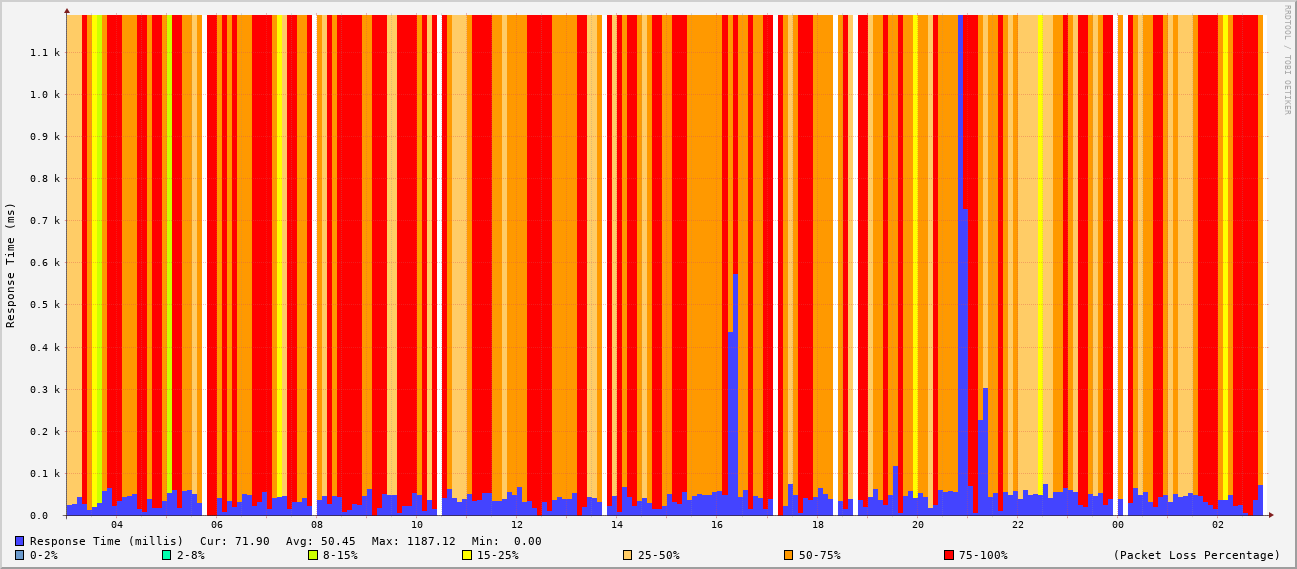 RRDTOOL / TOBI OETIKER
Response Time (ms)
1.1 k
1.0 k
0.9 k
0.8 k
0.7 k
0.6 k
0.5 k
0.4 k
0.3 k
0.2 k
0.1 k
0.0
04 06 08 10 12 14 16 18 20 22 00 02
Response Time (millis) Cur: 71.90 Avg: 50.45 Max: 1187.12 Min: 0.00
0-2% 2-8% 8-15% 15-25% 25-50% 50-75% 75-100% (Packet Loss Percentage)